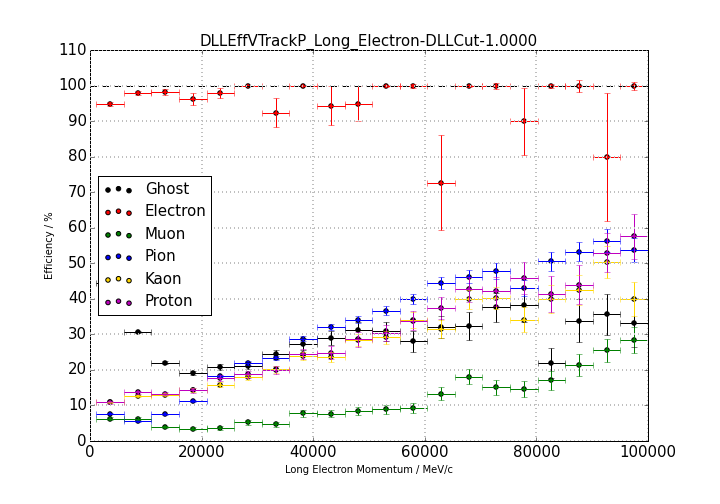 DLLEffVTrackP_Long_Electron-DLLCut-1.0000
110
100
90
80
70
60
50
40
30
20
10
0
Efficiency / %
Ghost
Electron
Muon
Pion
Kaon
Proton
0 20000 40000 60000 80000 100000
Long Electron Momentum / MeV/c